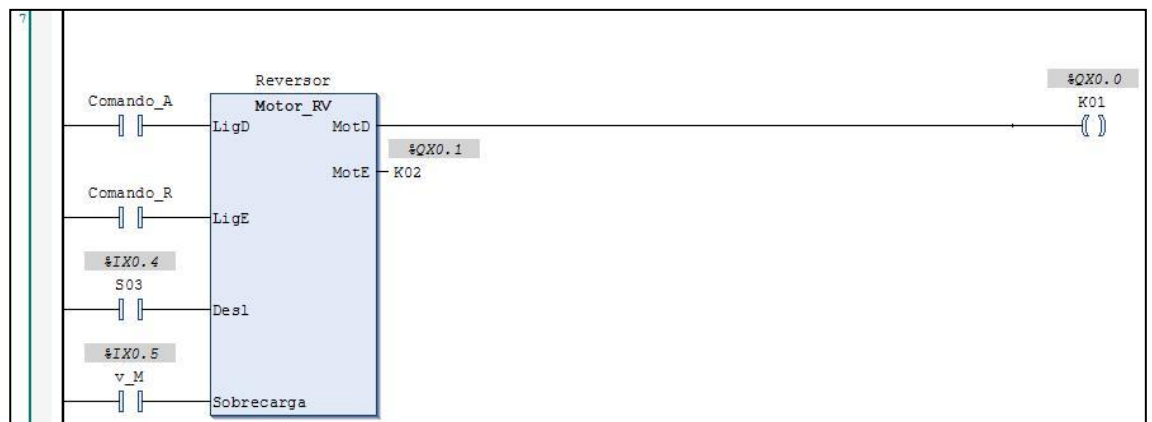 7
Reversor
%QX0.0
Comando_A
Motor_RV
K01
LigD MotD
%QX0.1
MotE K02
Comando_R
LigE
%IX0.4
S03
Desl
%IX0.5
v_M
Sobrecarga